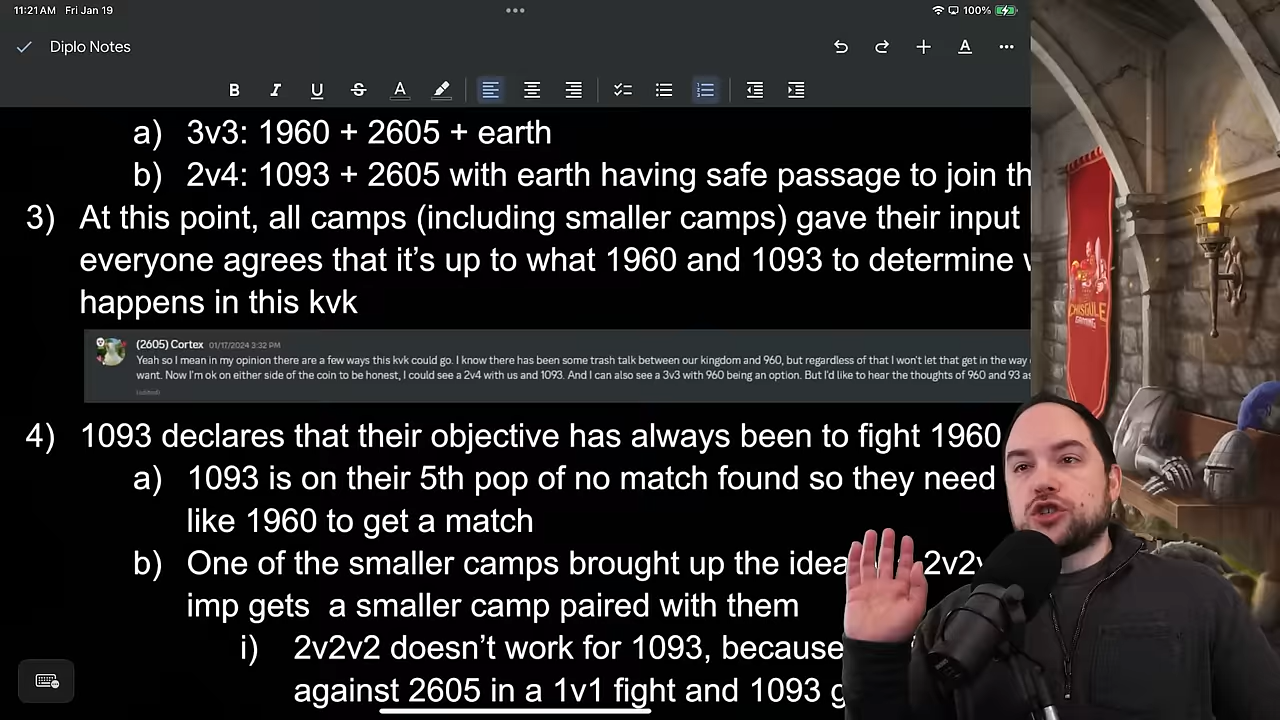 11:21 AM Fri Jan 19
100%
Diplo Notes
B I U S A
A
a) 3v3: 1960 + 2605 + earth
b) 2v4: 1093 + 2605 with earth having safe passage to join th
3) At this point, all camps (including smaller camps) gave their input
everyone agrees that it’s up to what 1960 and 1093 to determine
happens in this kvk
(2605) Cortex 01/17/2024 3:32 PM
Yeah so I mean in my opinion there are a few ways this kvk could go. I know there has been some trash talk between our kingdom and 960, but regardless of that I won't let that get in the way
want. Now I'm ok on either side of the coin to be honest, I could see a 2v4 with us and 1093. And I can also see a 3v3 with 960 being an option. But I'd like to hear the thoughts of 960 and 93 as
(edited)
4) 1093 declares that their objective has always been to fight 1960
a) 1093 is on their 5th pop of no match found so they need
like 1960 to get a match
b) One of the smaller camps brought up the idea 2v2v
imp gets a smaller camp paired with them
i) 2v2v2 doesn’t work for 1093, because
against 2605 in a 1v1 fight and 1093 g
CHISGULE
GAMING